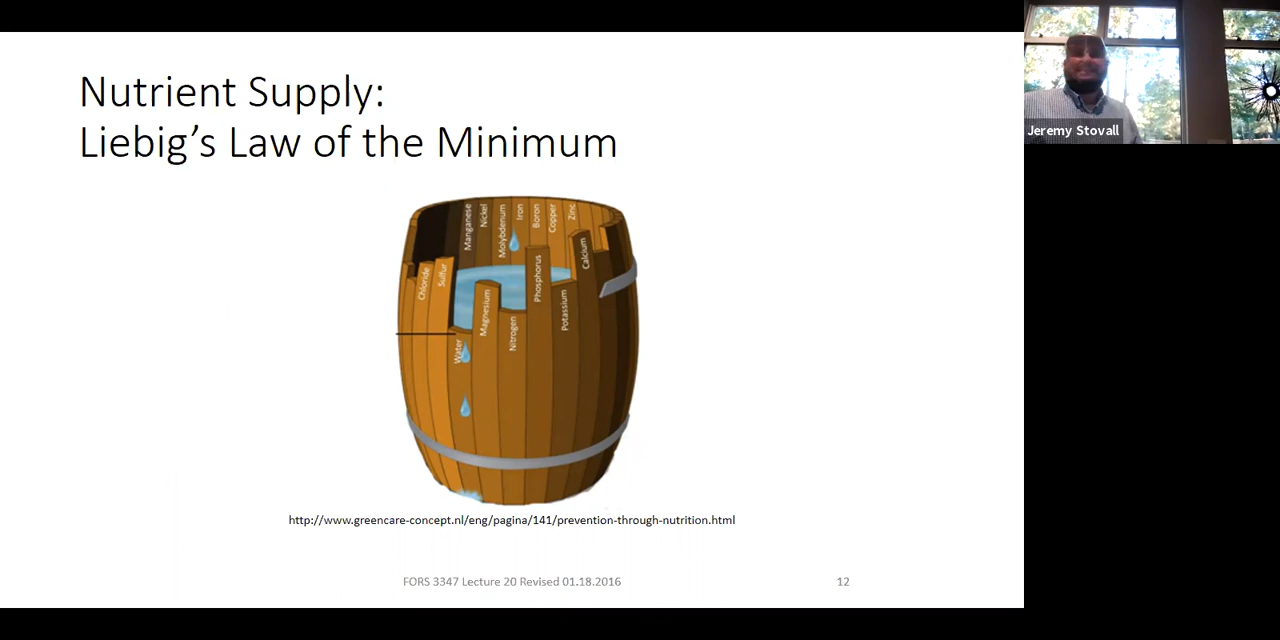 Nutrient Supply:
Liebig's Law of the Minimum
Manganese
Nickel
Molybdenum
Iron
Boron
Copper
Zinc
Chloride
Sulfur
Water
Magnesium
Nitrogen
Phosphorus
Potassium
Calcium
http://www.greencare-concept.nl/eng/pagina/141/prevention-through-nutrition.html
FORS 3347 Lecture 20 Revised 01.18.2016
12
Jeremy Stovall